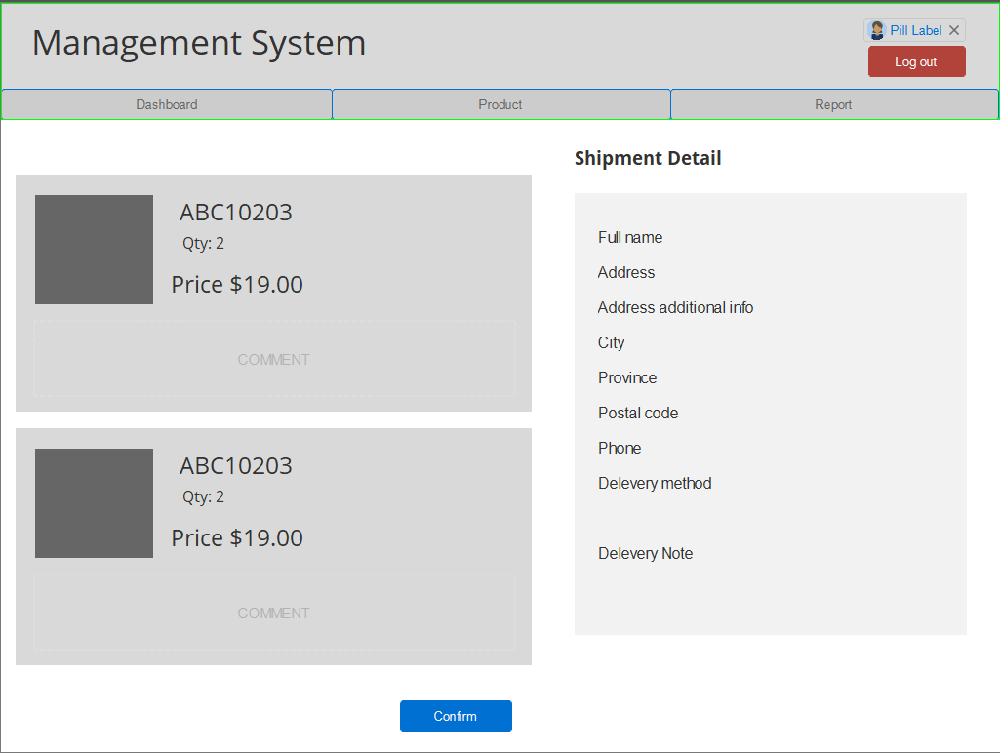 Management System
Pill Label
Log out
Dashboard
Product
Report
ABC10203
Qty: 2
Price $19.00
COMMENT
ABC10203
Qty: 2
Price $19.00
COMMENT
Confirm
Shipment Detail
Full name
Address
Address additional info
City
Province
Postal code
Phone
Delevery method
Delevery Note